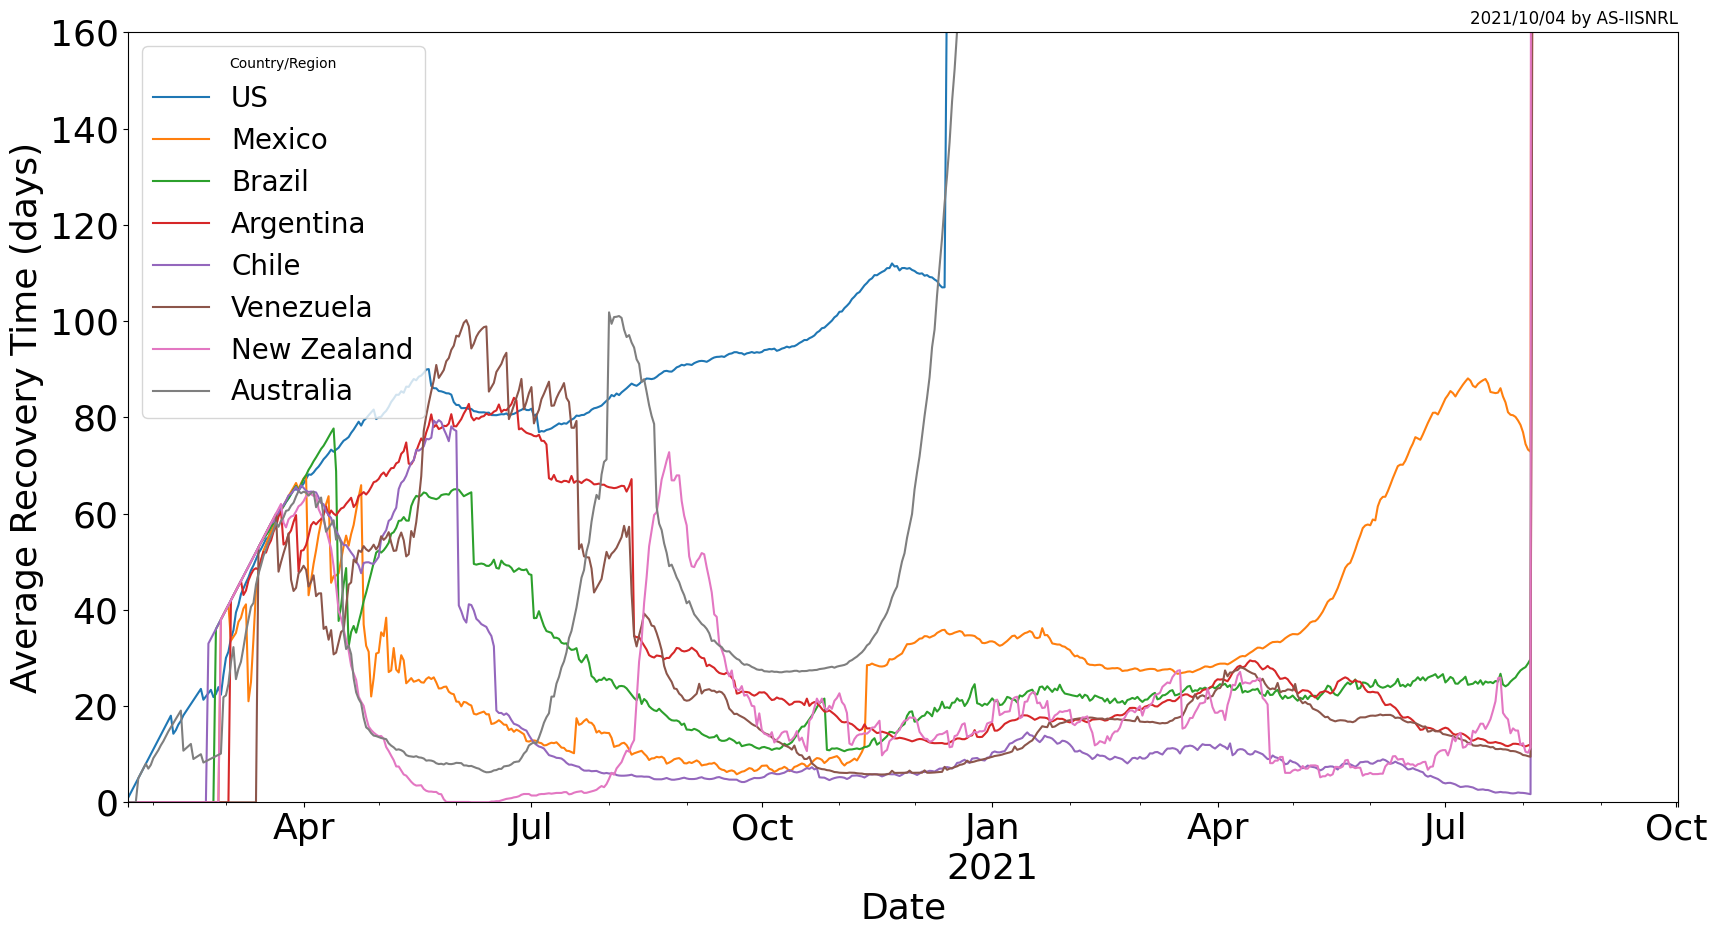 2021/10/04 by AS-IISNRL
160
140
120
100
80
60
40
20
0
Average Recovery Time (days)
Country/Region
US
Mexico
Brazil
Argentina
Chile
Venezuela
New Zealand
Australia
Apr Jul Oct Jan Apr Jul Oct
2021
Date